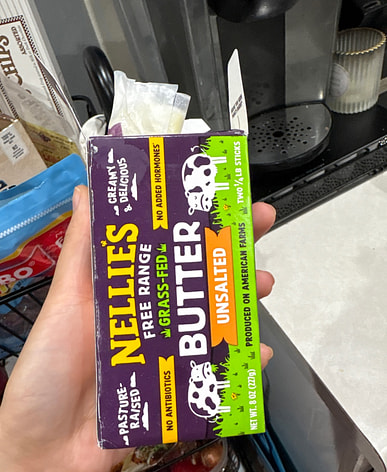 NELLIE'S
FREE RANGE
GRASS-FED
BUTTER
UNSALTED
CREAMY
& DELICIOUS
PASTURE-
RAISED
NO ADDED HORMONES
NO ANTIBIOTICS
TWO ¼ LB STICKS
PRODUCED ON AMERICAN FARMS
NET WT. 8 OZ (227g)